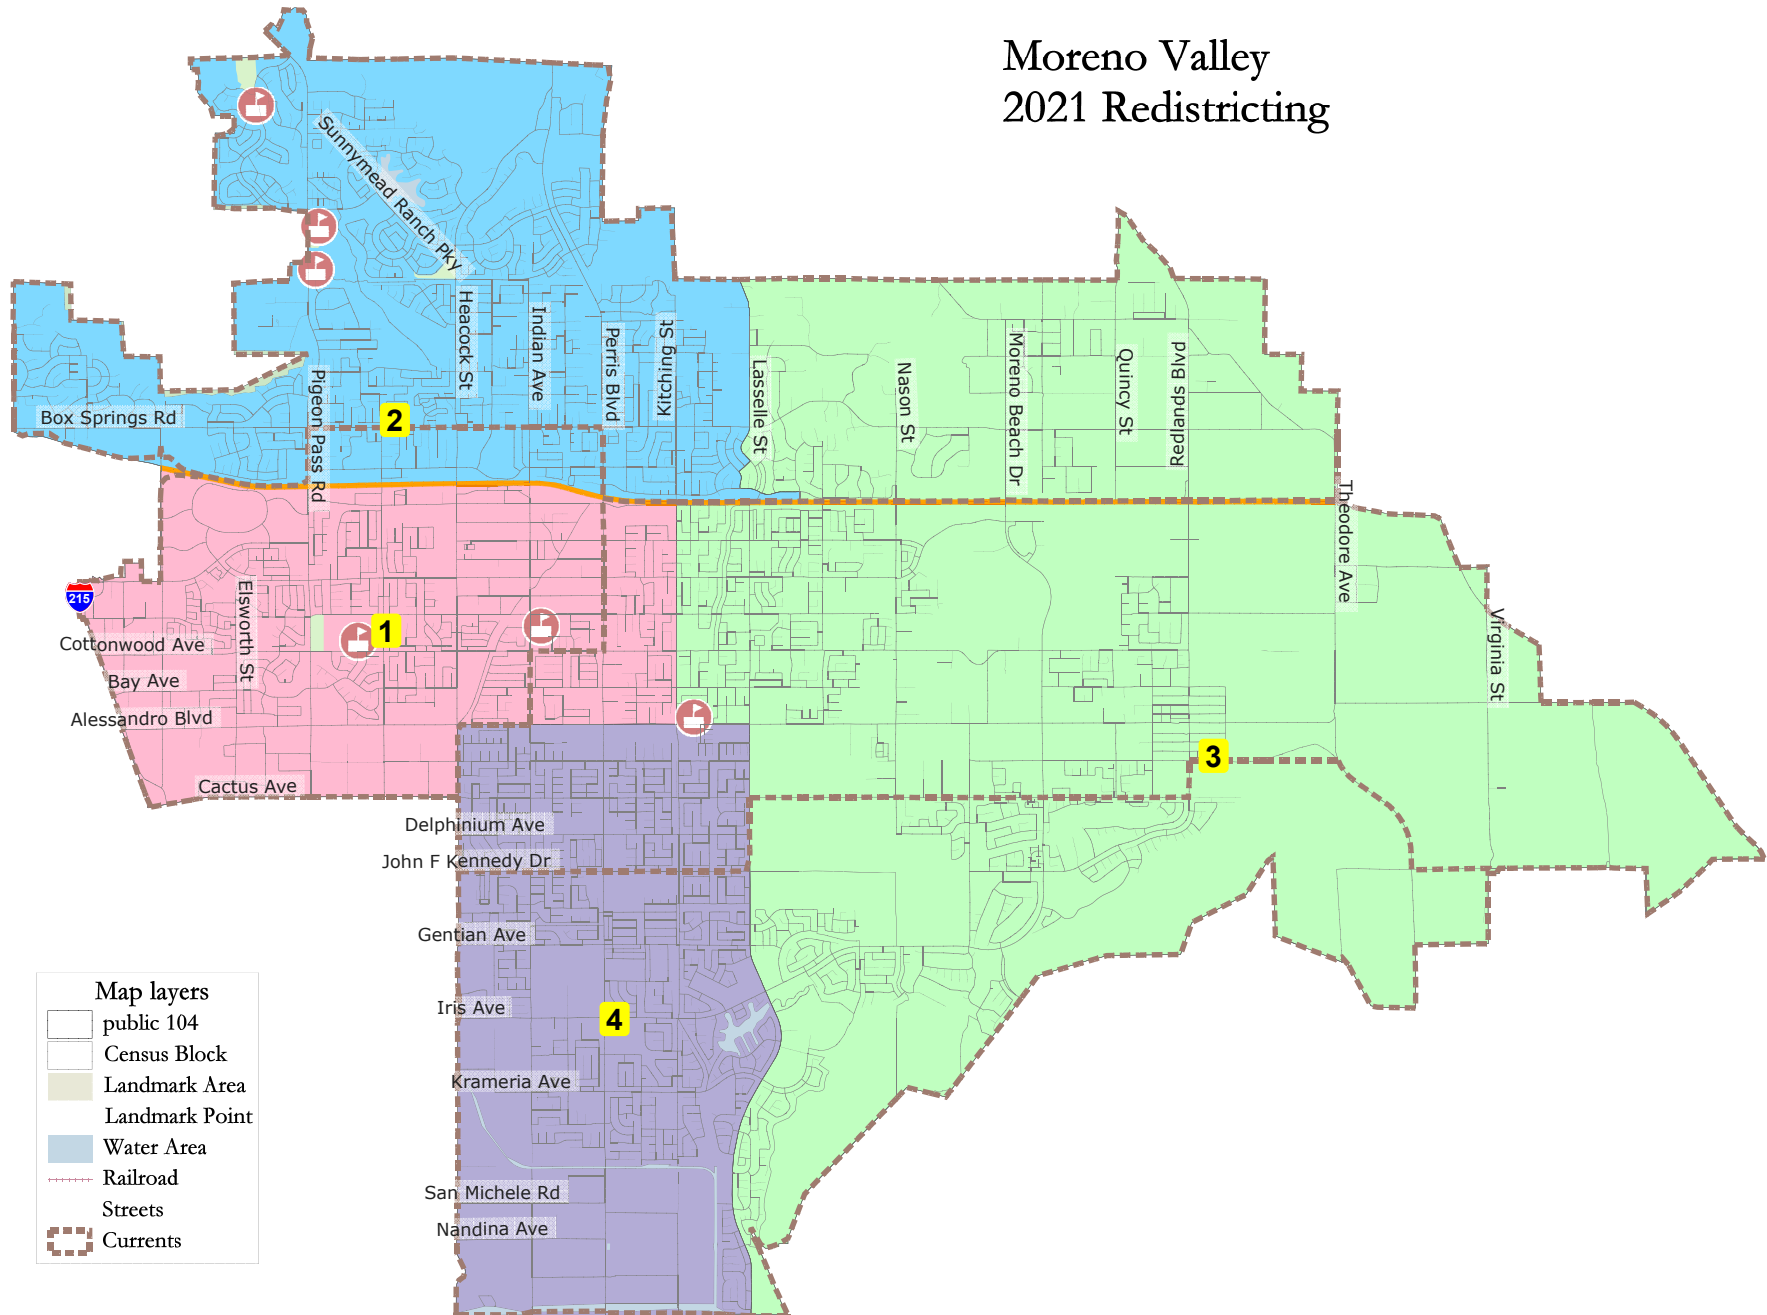 Moreno Valley
2021 Redistricting
Sunnymead Ranch Pky
Heacock St
Indian Ave
Perris Blvd
Kitching St
Pigeon Pass Rd
Lasselle St
Nason St
Moreno Beach Dr
Quincy St
Redlands Blvd
Box Springs Rd
2
Theodore Ave
215
Elsworth St
1
Virginia St
Cottonwood Ave
Bay Ave
Alessandro Blvd
3
Cactus Ave
Delphinium Ave
John F Kennedy Dr
Gentian Ave
Iris Ave
4
Krameria Ave
San Michele Rd
Nandina Ave
Map layers
public 104
Census Block
Landmark Area
Landmark Point
Water Area
Railroad
Streets
Currents